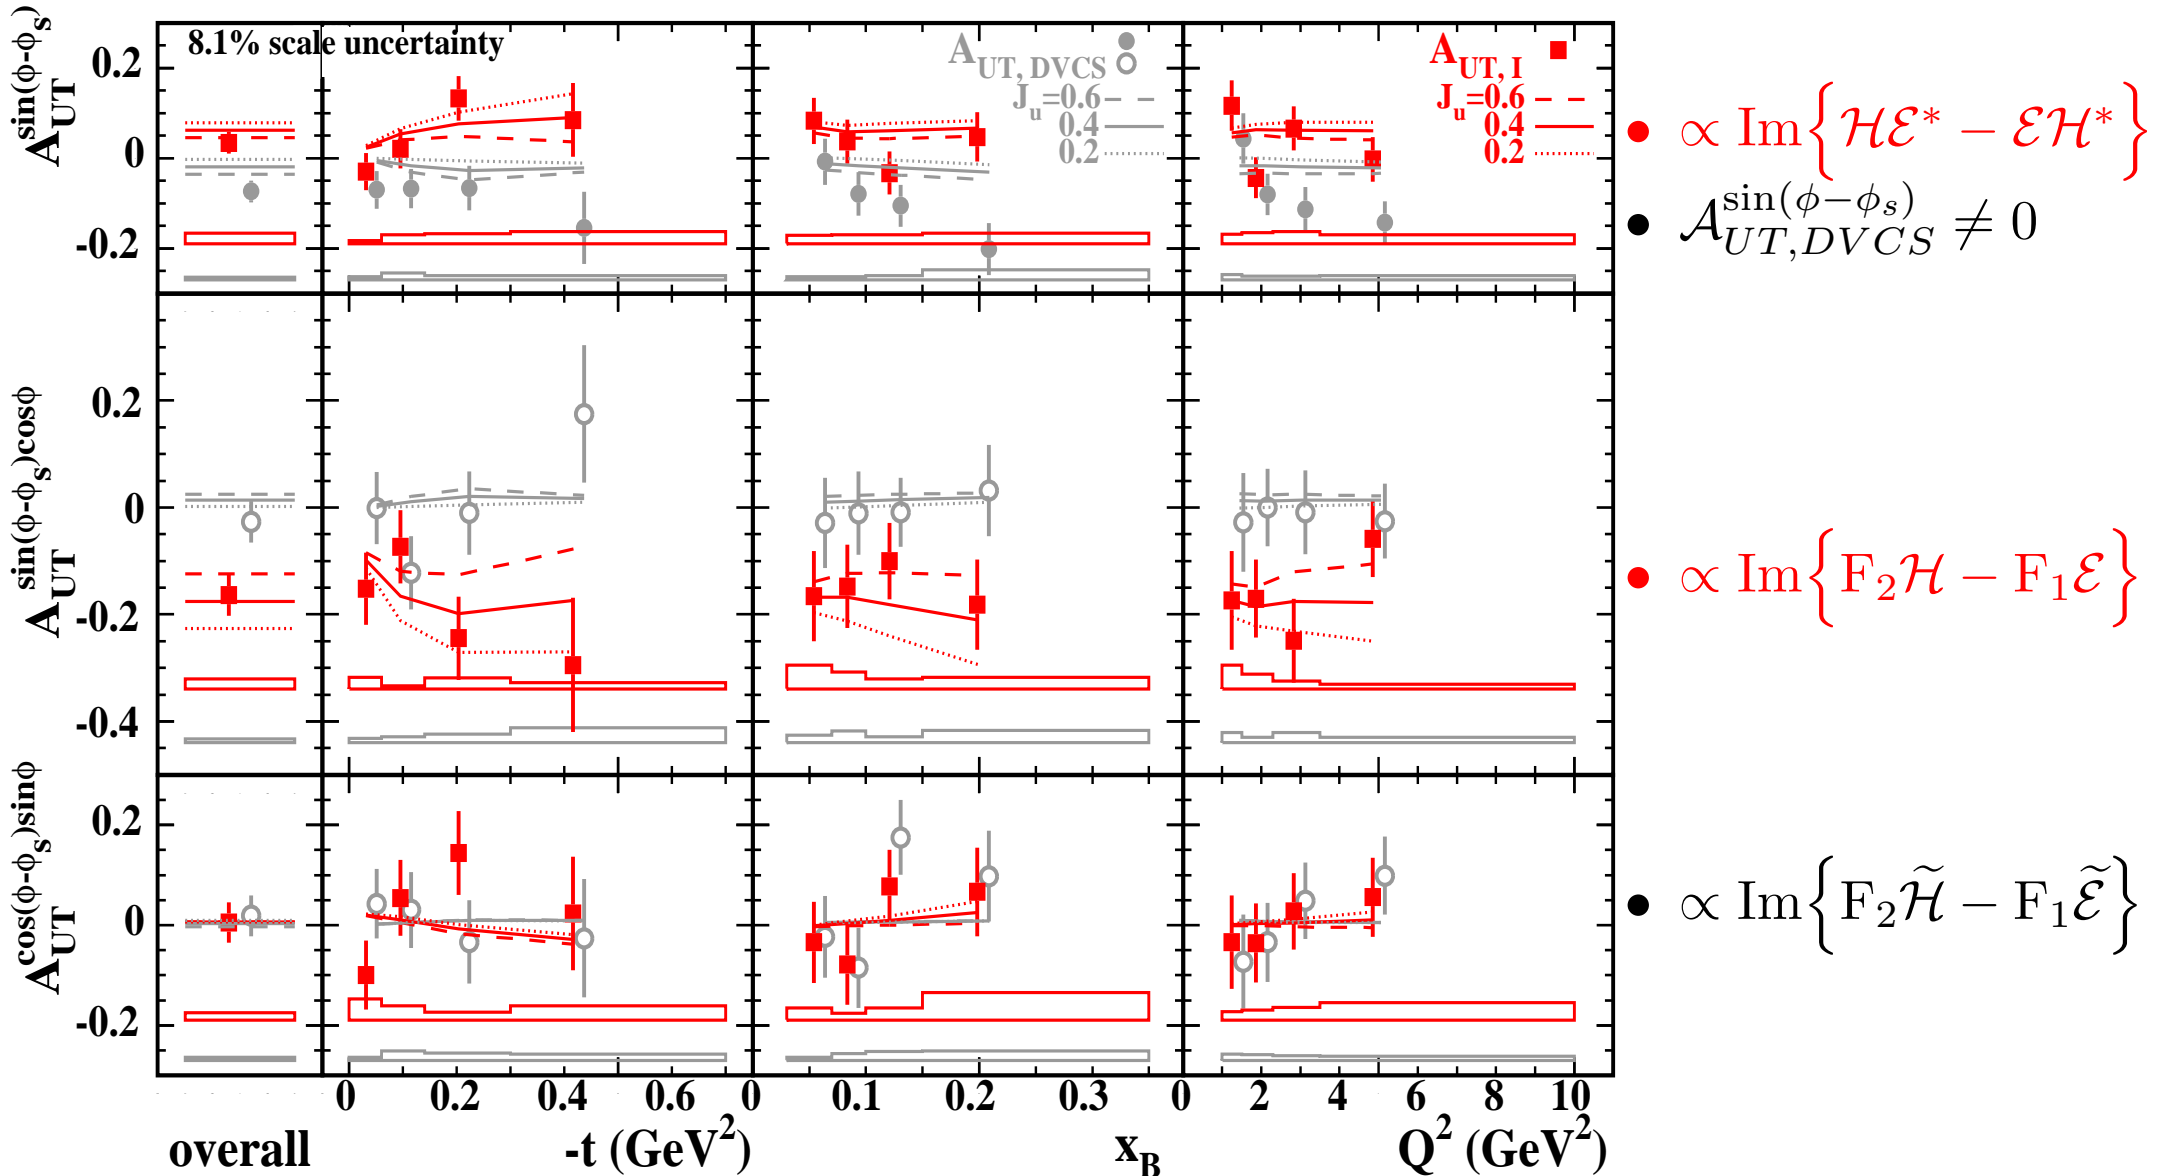 8.1% scale uncertainty
A_UT^sin(ϕ-ϕ_s)
0.2
0
-0.2
A_UT, DVCS
J_u=0.6
0.4
0.2
A_UT, I
J_u=0.6
0.4
0.2
• ∝ Im{ℋℰ* − ℰℋ*}
• 𝒜_UT,DVCS^sin(ϕ−ϕ_s) ≠ 0
A_UT^sin(ϕ-ϕ_s)cosϕ
0.2
0
-0.2
-0.4
• ∝ Im{F_2ℋ − F_1ℰ}
A_UT^cos(ϕ-ϕ_s)sinϕ
0.2
0
-0.2
• ∝ Im{F_2ℋ̃ − F_1ℰ̃}
0 0.2 0.4 0.6 0 0.1 0.2 0.3 0 2 4 6 8 10
overall -t (GeV²) x_B Q² (GeV²)